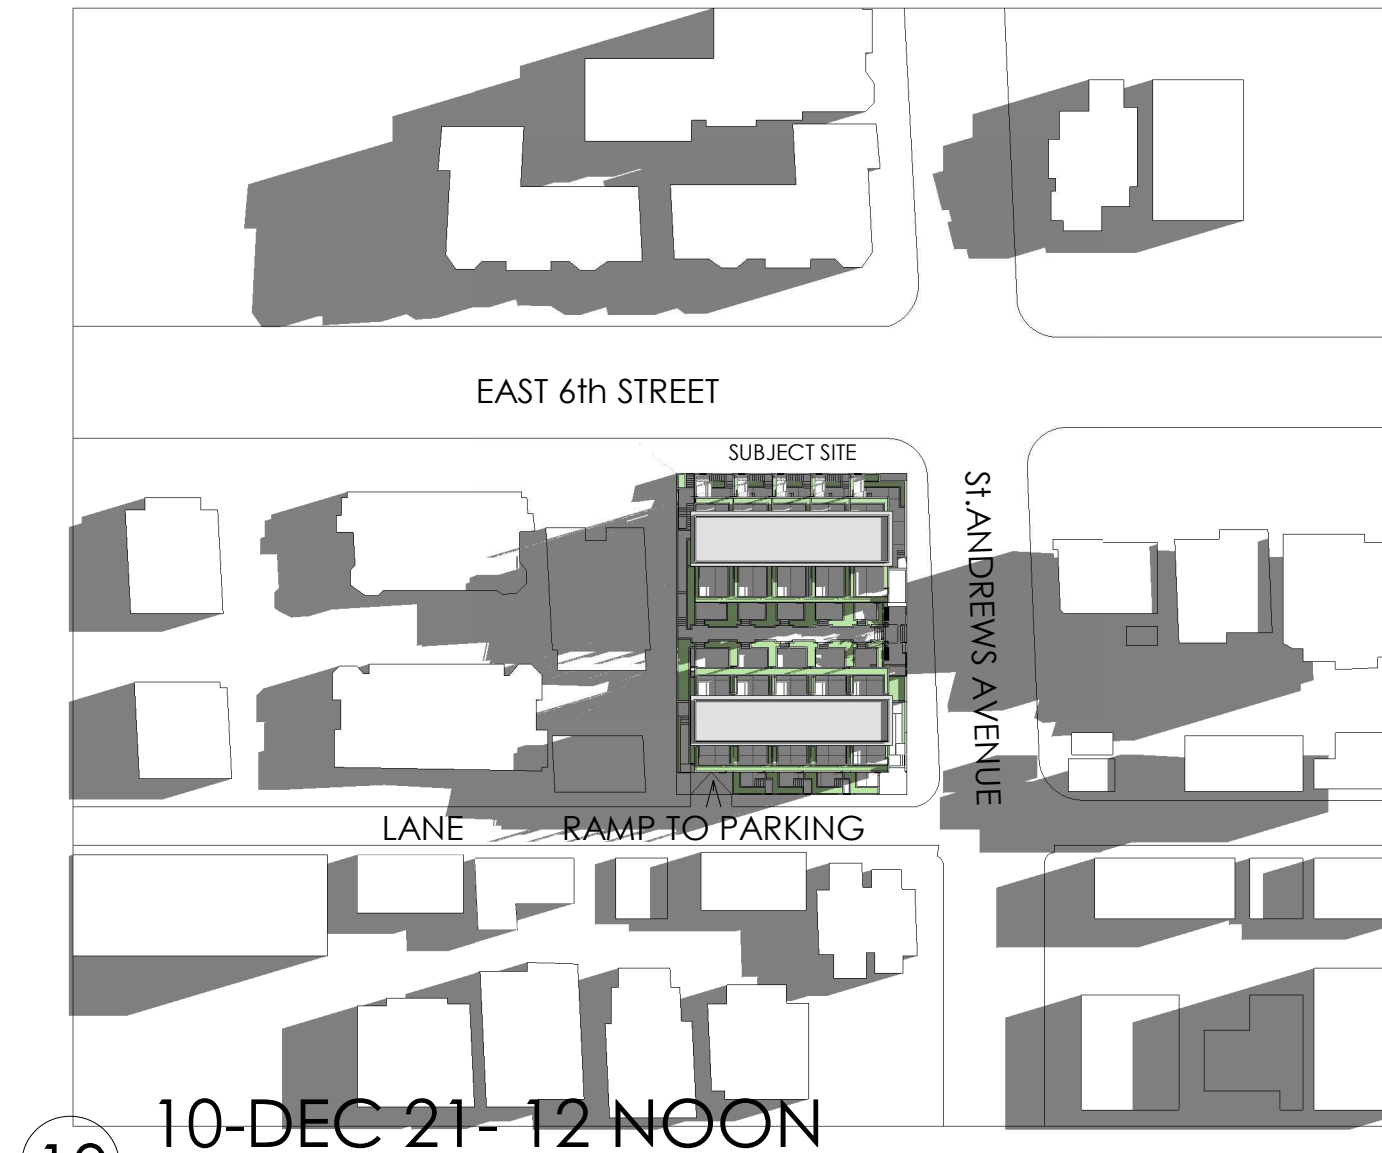 EAST 6th STREET
SUBJECT SITE
St.ANDREWS AVENUE
LANE
RAMP TO PARKING
10-DEC 21- 12 NOON